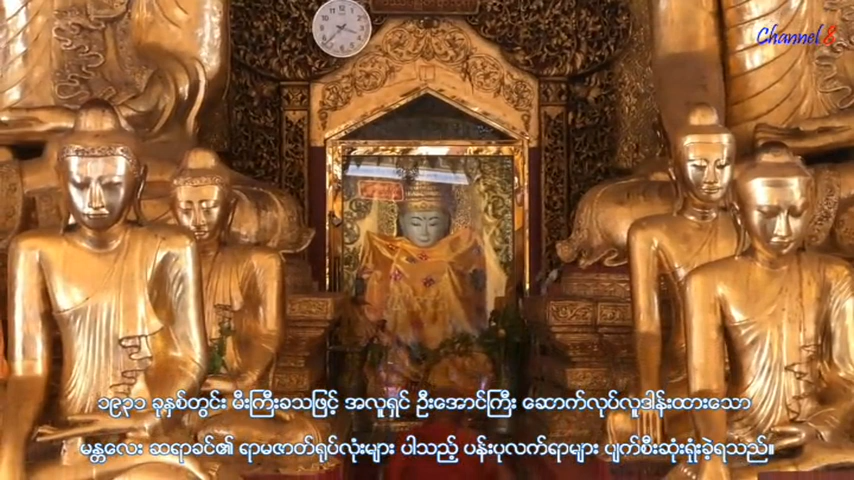 Channel 8
၁၉၃၁ ခုနှစ်တွင်း မီးကြီးခသဖြင့် အလှူရှင် ဦးအောင်ကြီး ဆောက်လုပ်လှူဒါန်းထားသော
မန္တလေး ဆရာခင်၏ ရာမဇာတ်ရုပ်လုံးများ ပါသည့် ပန်းပုလက်ရာများ ပျက်စီးဆုံးရှုံးခဲ့ရသည်။